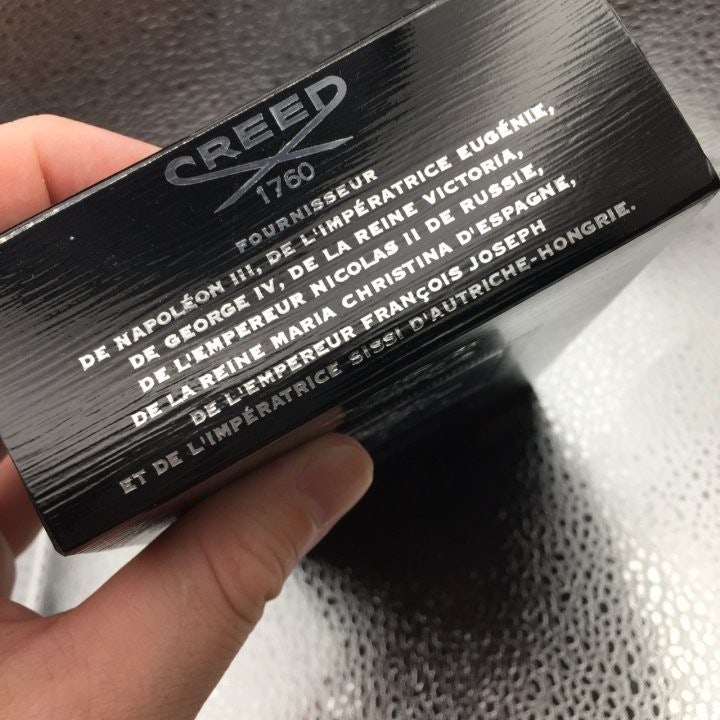 CREED
1760
FOURNISSEUR
DE NAPOLÉON III, DE L'IMPÉRATRICE EUGÉNIE,
DE GEORGE IV, DE LA REINE VICTORIA,
DE L'EMPEREUR NICOLAS II DE RUSSIE,
DE LA REINE MARIA CHRISTINA D'ESPAGNE,
DE L'EMPEREUR FRANÇOIS JOSEPH
ET DE L'IMPÉRATRICE SISSI D'AUTRICHE-HONGRIE.